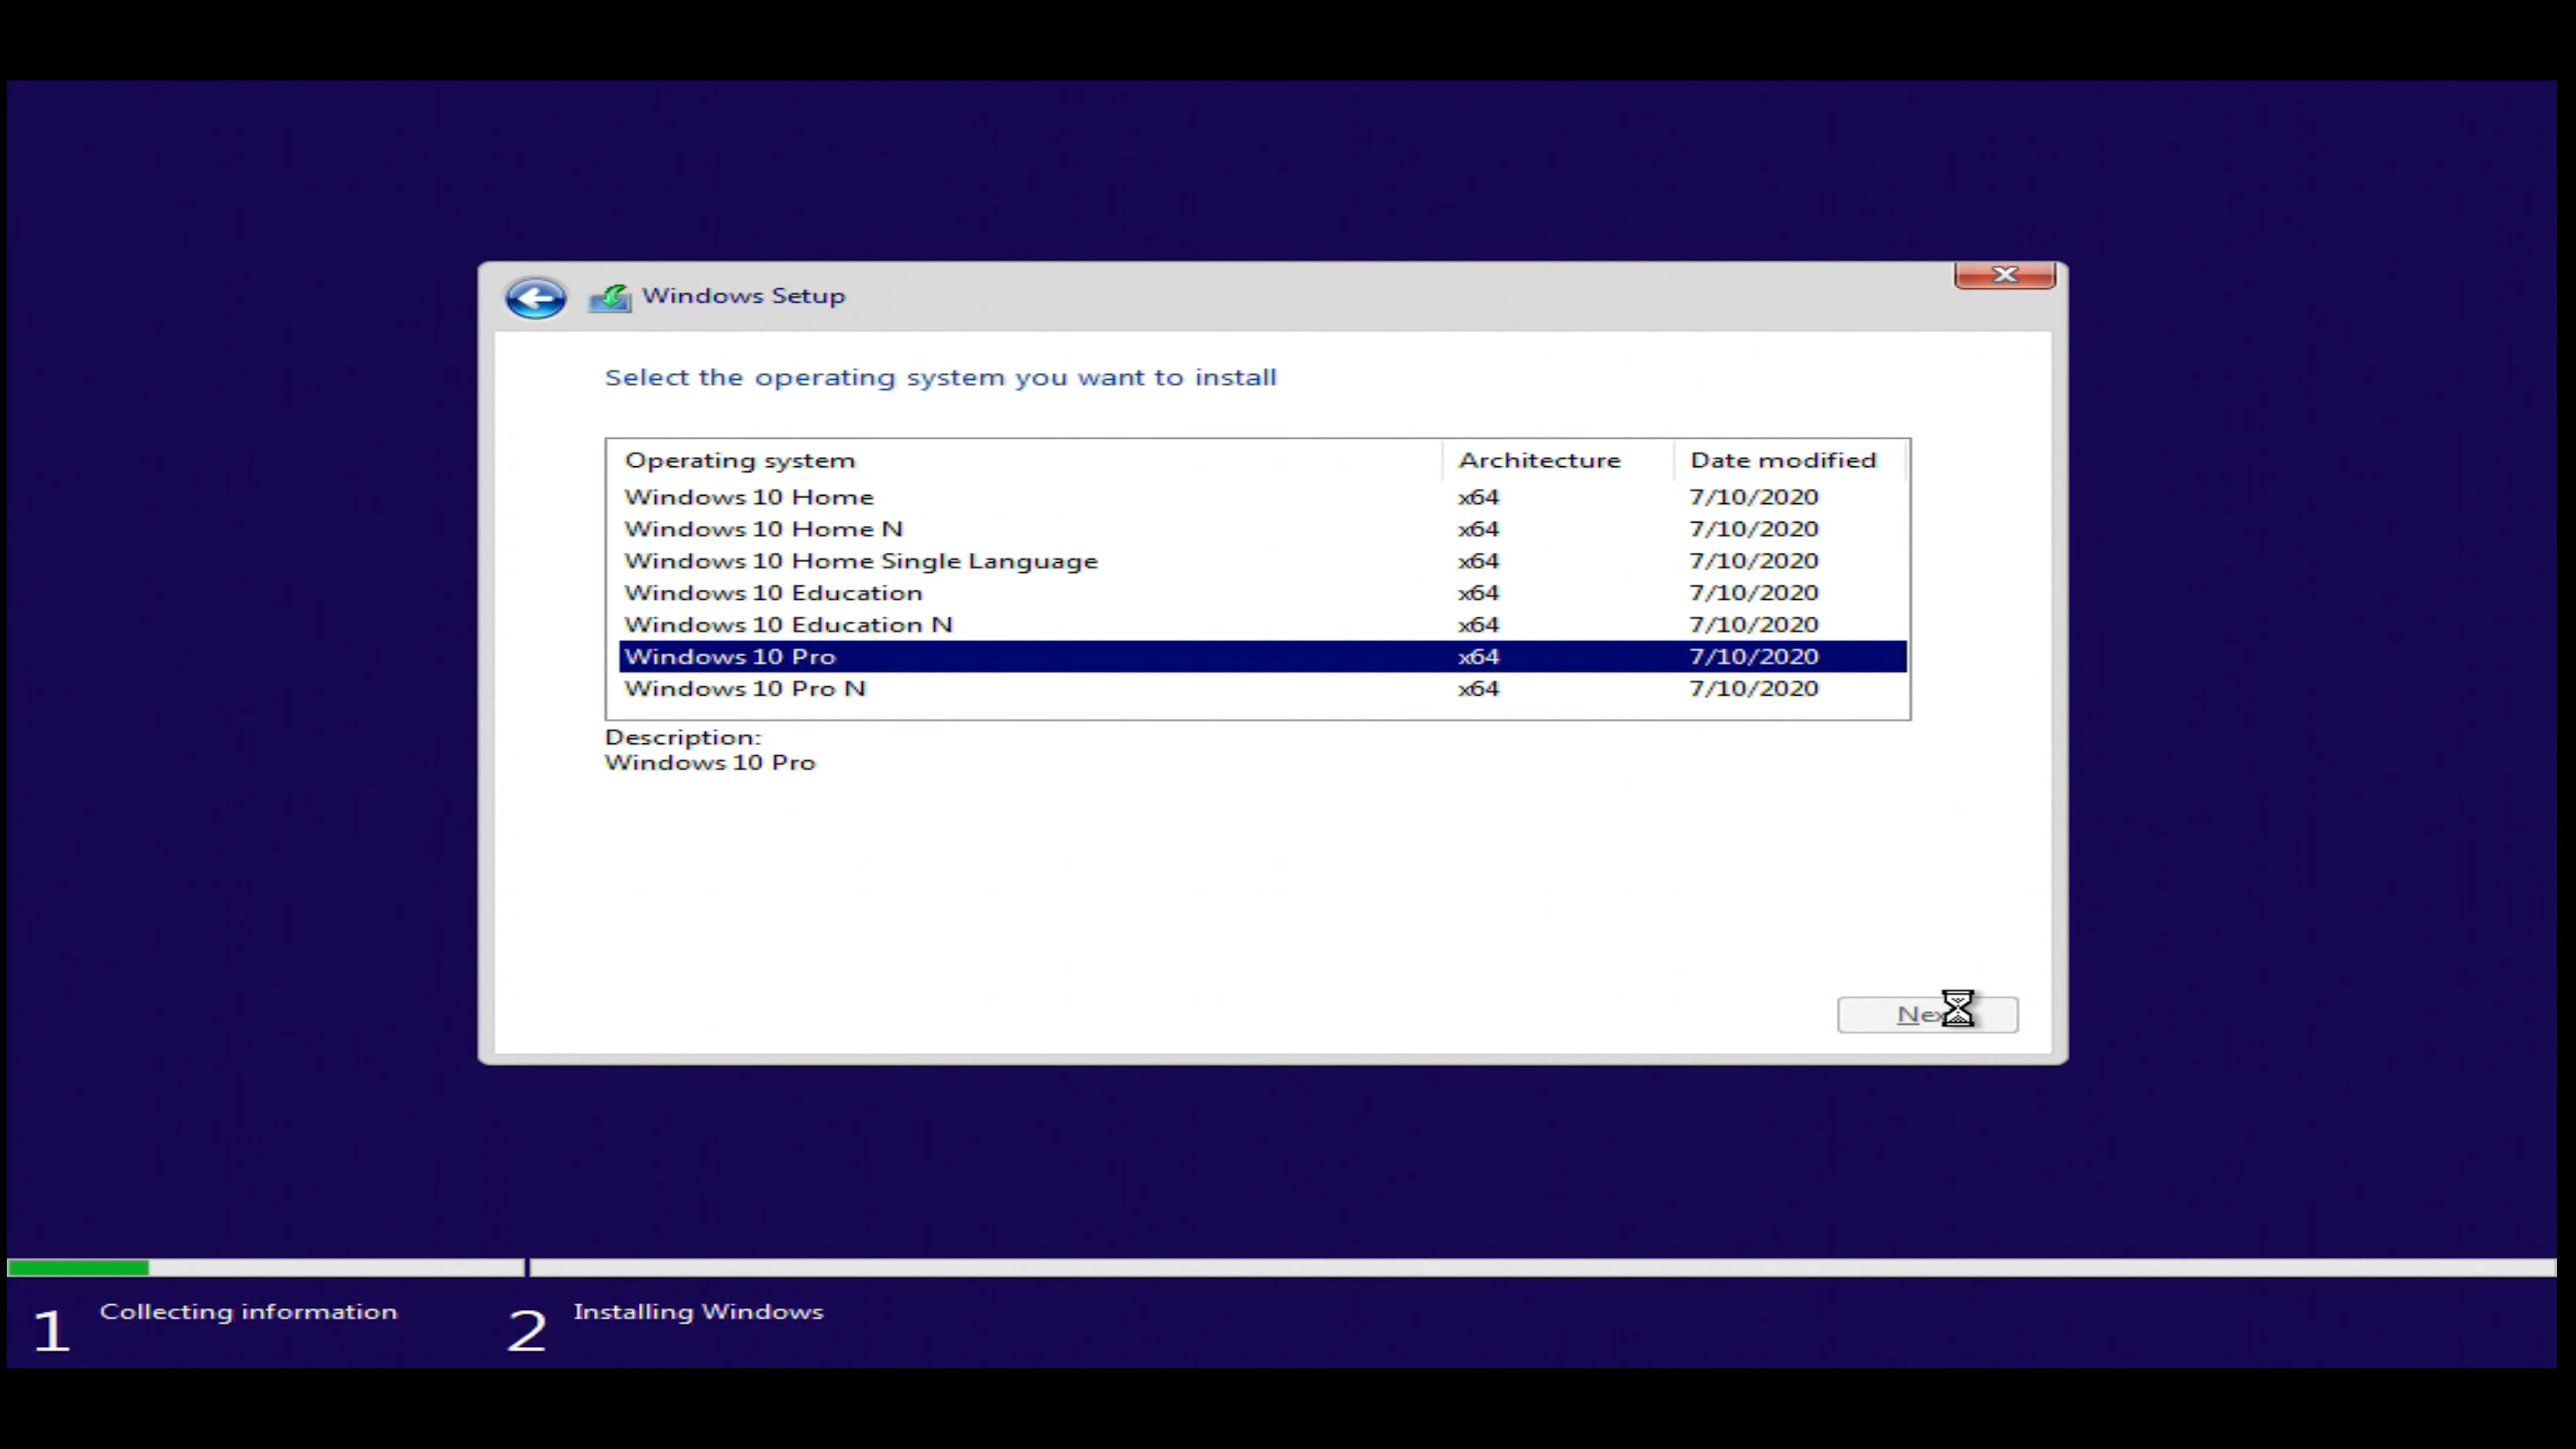 Windows Setup
Select the operating system you want to install
Operating system Architecture Date modified
Windows 10 Home x64 7/10/2020
Windows 10 Home N x64 7/10/2020
Windows 10 Home Single Language x64 7/10/2020
Windows 10 Education x64 7/10/2020
Windows 10 Education N x64 7/10/2020
Windows 10 Pro x64 7/10/2020
Windows 10 Pro N x64 7/10/2020
Description:
Windows 10 Pro
1 Collecting information 2 Installing Windows